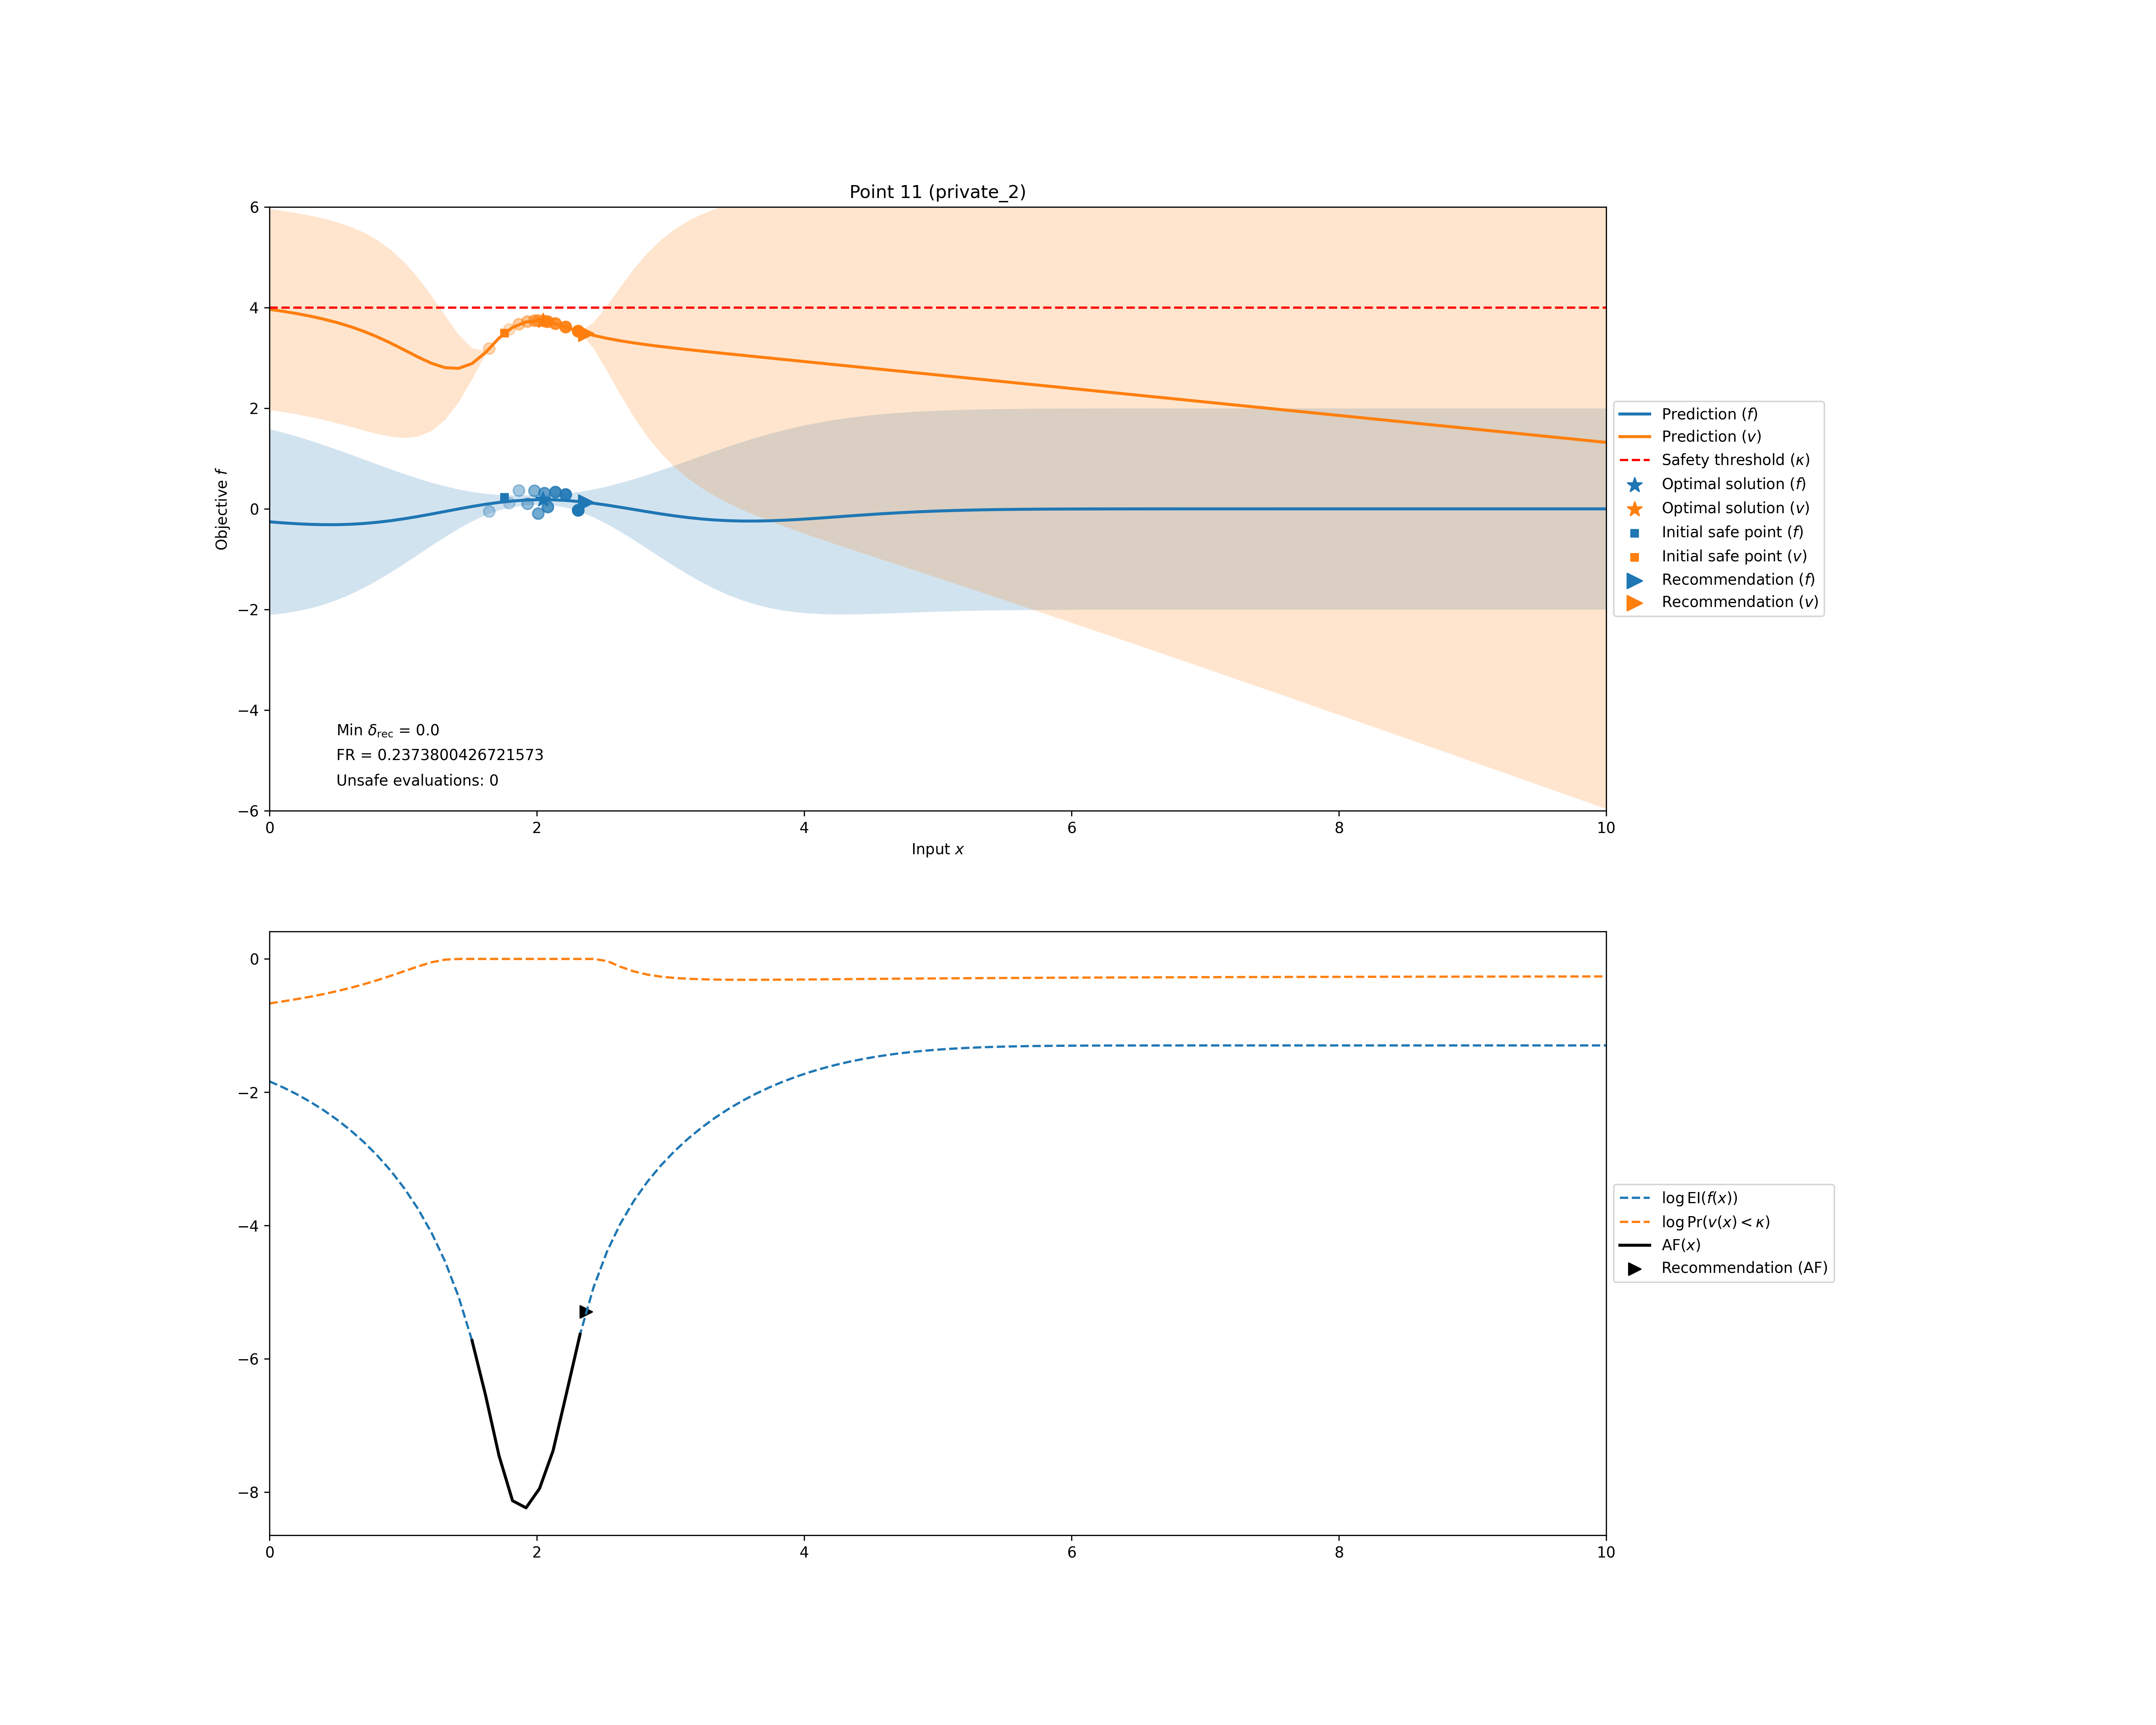 Point 11 (private_2)
6
4
2
0
−2
−4
−6
Objective f
Min δrec = 0.0
FR = 0.2373800426721573
Unsafe evaluations: 0
0 2 4 6 8 10
Input x
Prediction (f)
Prediction (v)
Safety threshold (κ)
Optimal solution (f)
Optimal solution (v)
Initial safe point (f)
Initial safe point (v)
Recommendation (f)
Recommendation (v)
0
−2
−4
−6
−8
0 2 4 6 8 10
log EI(f(x))
log Pr(v(x) < κ)
AF(x)
Recommendation (AF)